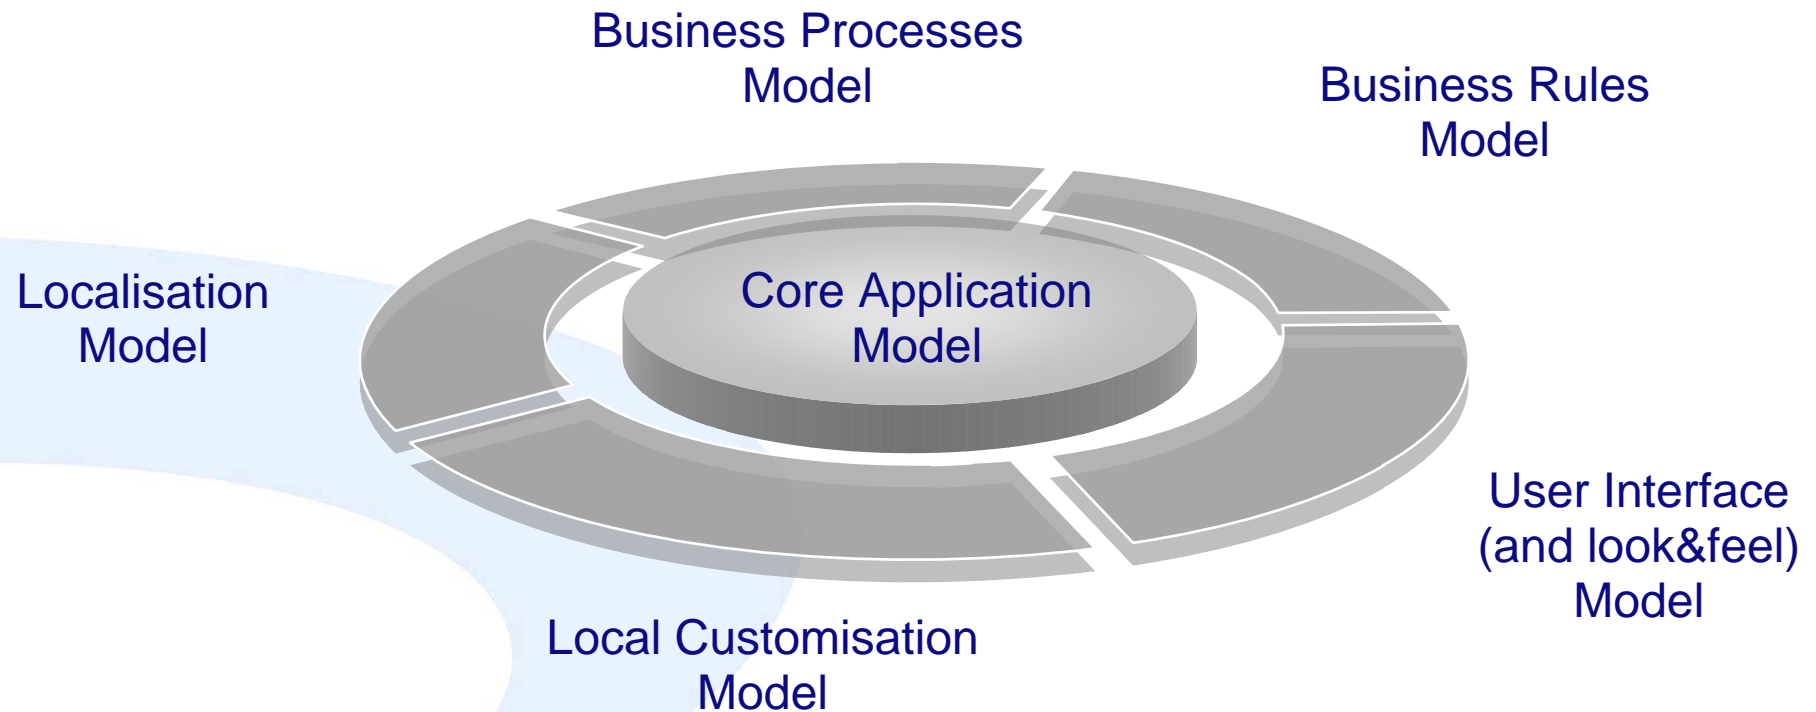 Business Processes
Model
Business Rules
Model
Localisation
Model
Core Application
Model
User Interface
(and look&feel)
Model
Local Customisation
Model